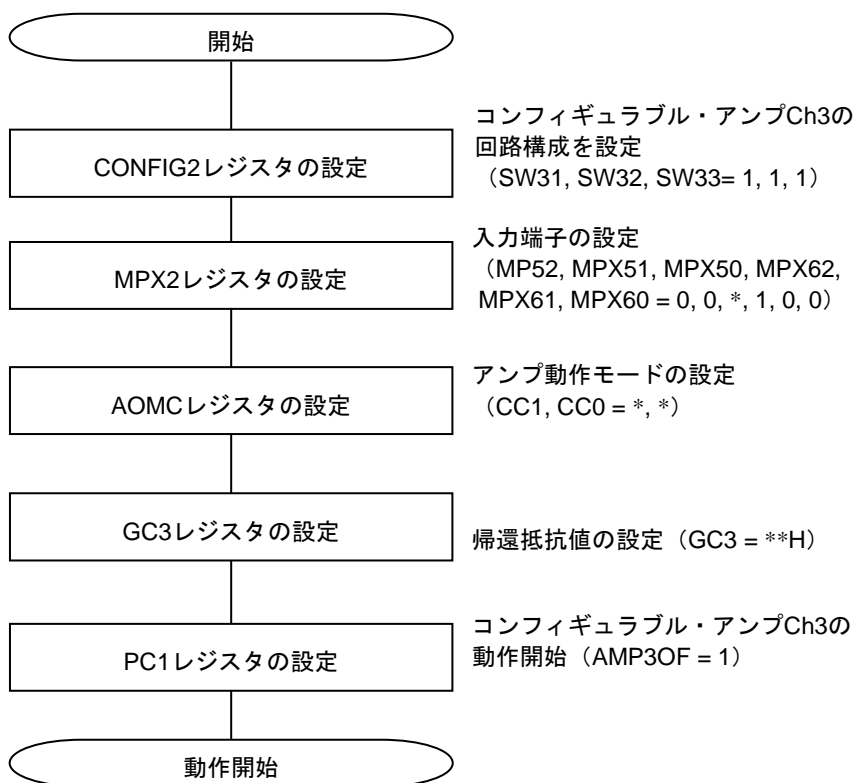 開始
CONFIG2レジスタの設定
コンフィギュラブル・アンプCh3の
回路構成を設定
（SW31, SW32, SW33= 1, 1, 1）
MPX2レジスタの設定
入力端子の設定
（MP52, MPX51, MPX50, MPX62,
MPX61, MPX60 = 0, 0, *, 1, 0, 0）
AOMCレジスタの設定
アンプ動作モードの設定
（CC1, CC0 = *, *）
GC3レジスタの設定
帰還抵抗値の設定（GC3 = **H）
PC1レジスタの設定
コンフィギュラブル・アンプCh3の
動作開始（AMP3OF = 1）
動作開始